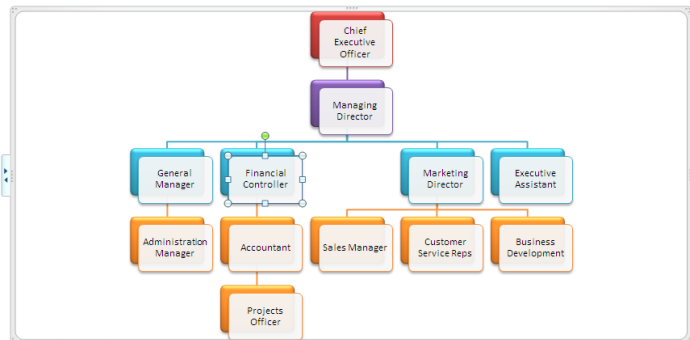 Chief
Executive
Officer
Managing
Director
General
Manager
Financial
Controller
Marketing
Director
Executive
Assistant
Administration
Manager
Accountant
Sales Manager
Customer
Service Reps
Business
Development
Projects
Officer